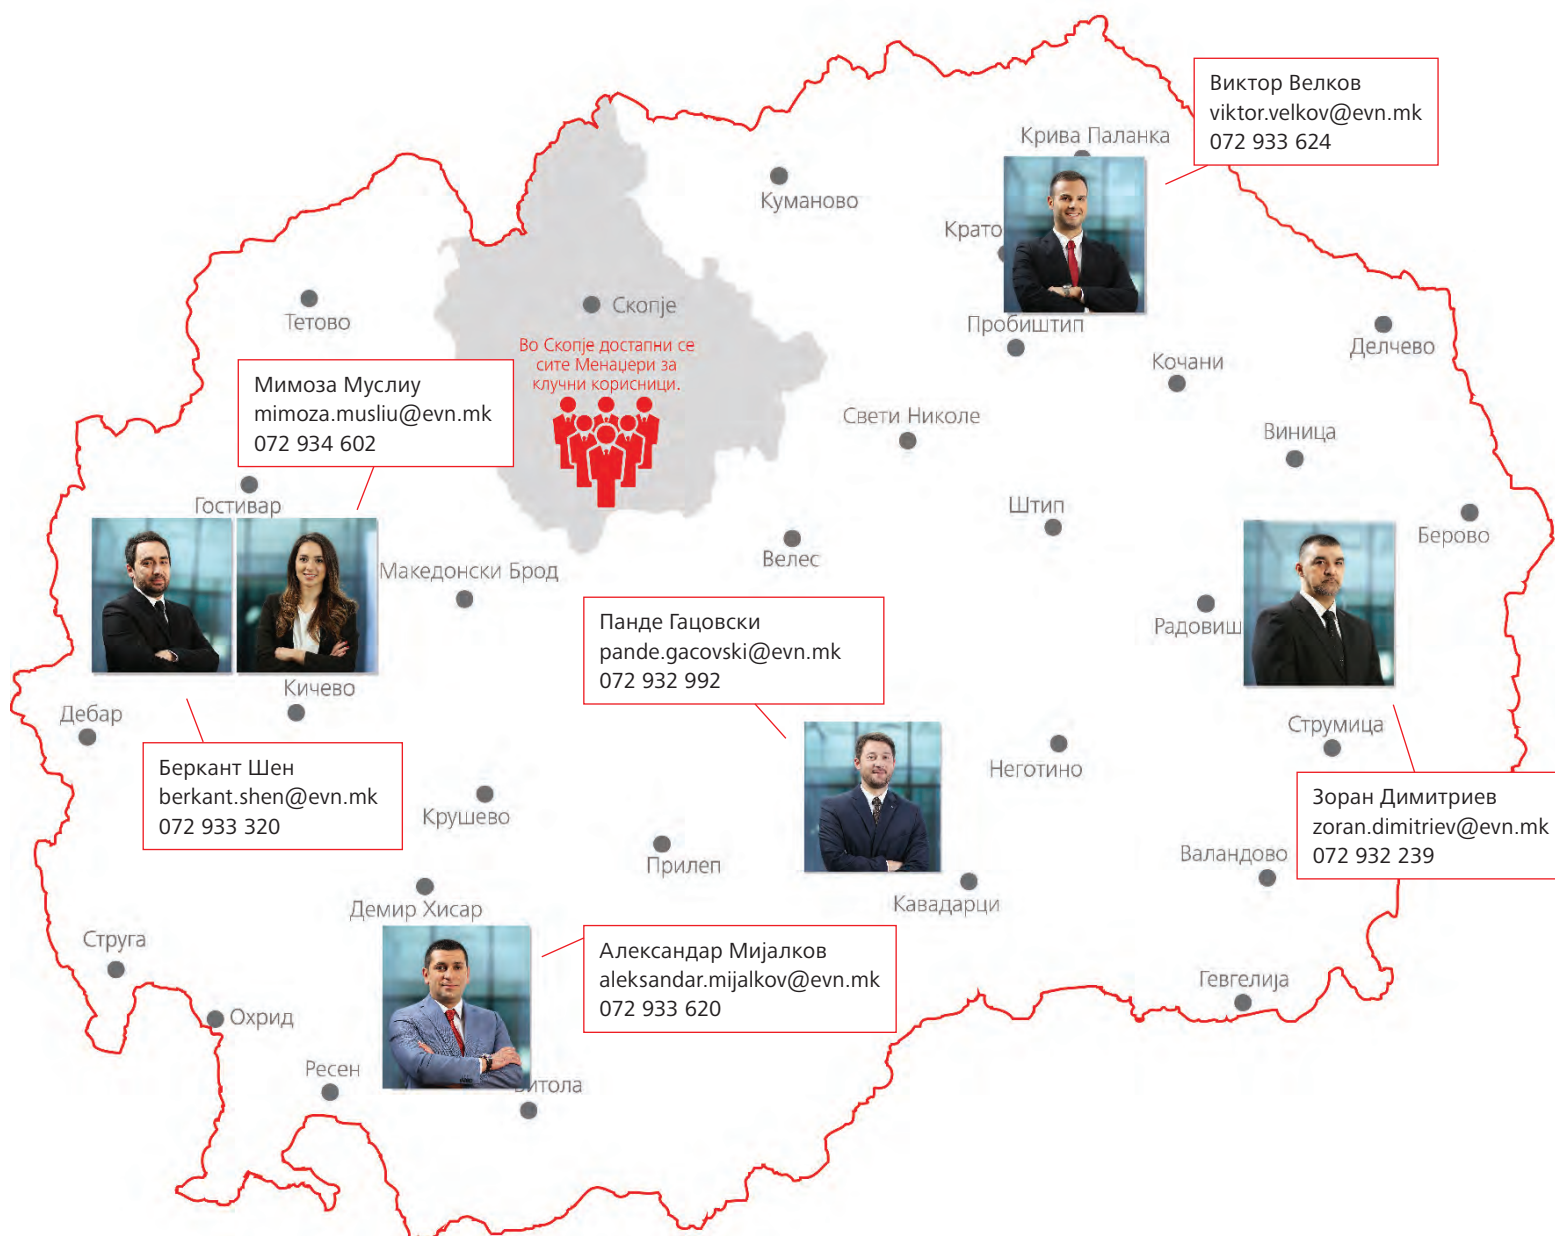 Виктор Велков
viktor.velkov@evn.mk
072 933 624
Крива Паланка
Куманово
Крато
Скопје
Тетово
Во Скопје достапни се
сите Менаџери за
клучни корисници.
Пробиштип
Делчево
Кочани
Мимоза Муслиу
mimoza.musliu@evn.mk
072 934 602
Свети Николе
Виница
Гостивар
Штип
Берово
Велес
Македонски Брод
Панде Гацовски
pande.gacovski@evn.mk
072 932 992
Радовиш
Кичево
Дебар
Струмица
Беркант Шен
berkant.shen@evn.mk
072 933 320
Неготино
Зоран Димитриев
zoran.dimitriev@evn.mk
072 932 239
Крушево
Прилеп
Валандово
Кавадарци
Демир Хисар
Струга
Александар Мијалков
aleksandar.mijalkov@evn.mk
072 933 620
Гевгелија
Охрид
Ресен
итола